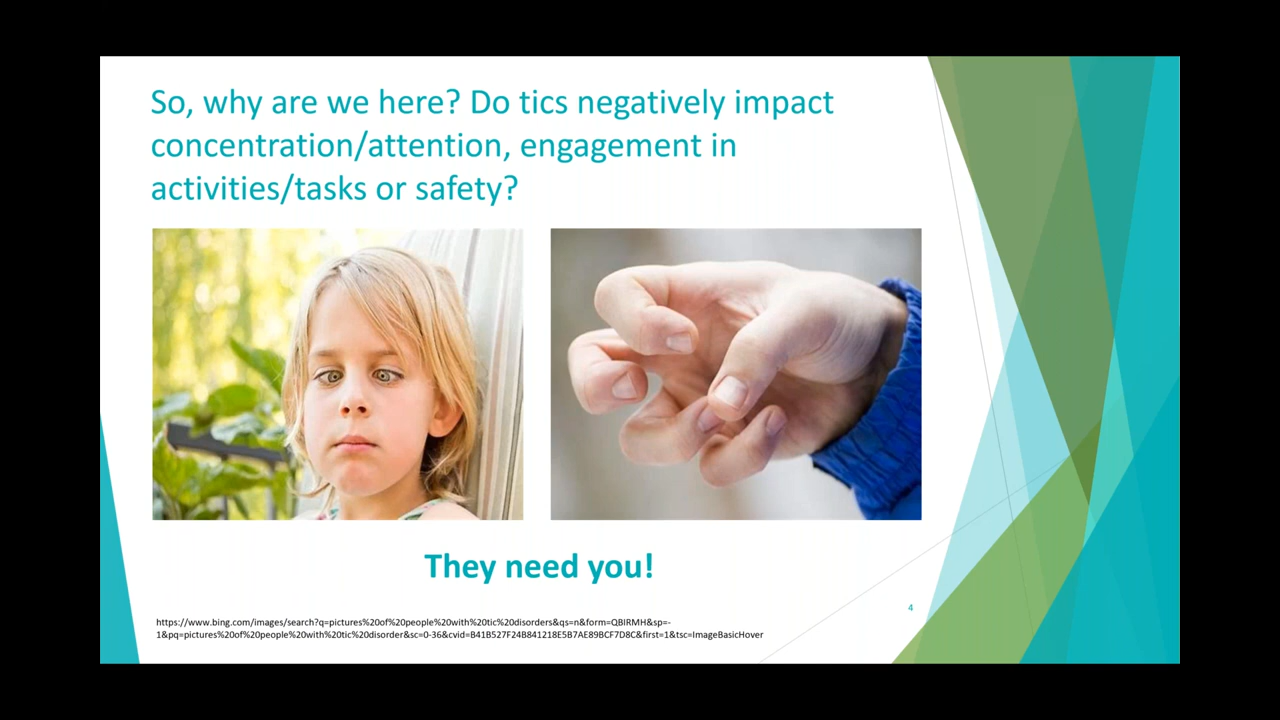 So, why are we here? Do tics negatively impact
concentration/attention, engagement in
activities/tasks or safety?
They need you!
4
https://www.bing.com/images/search?q=pictures%20of%20people%20with%20tic%20disorders&qs=n&form=QBIRMH&sp=-
1&pq=pictures%20of%20people%20with%20tic%20disorder&sc=0-36&cvid=B41B527F24B841218E5B7AE89BCF7D8C&first=1&tsc=ImageBasicHover